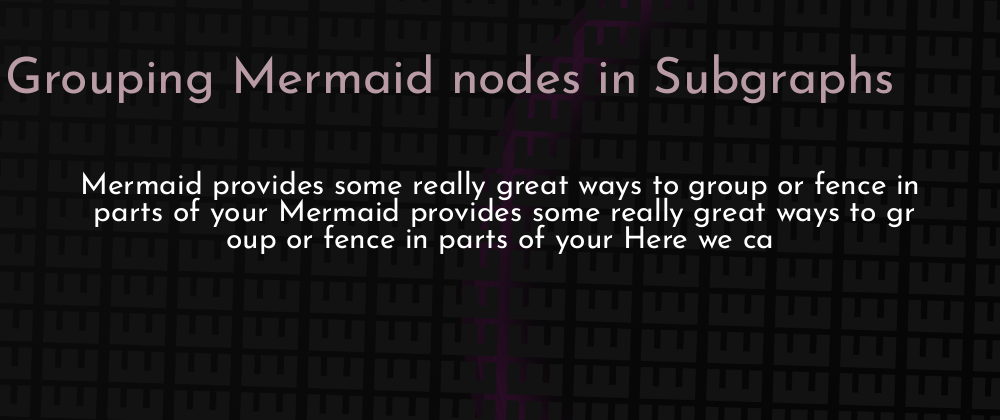 Grouping Mermaid nodes in Subgraphs
Mermaid provides some really great ways to group or fence in
parts of your Mermaid provides some really great ways to gr
oup or fence in parts of your Here we ca